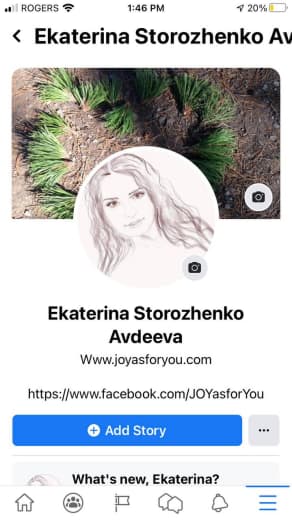 ROGERS 1:46 PM 20%
Ekaterina Storozhenko Av
Ekaterina Storozhenko
Avdeeva
Www.joyasforyou.com
https://www.facebook.com/JOYasforYou
Add Story
What's new, Ekaterina?